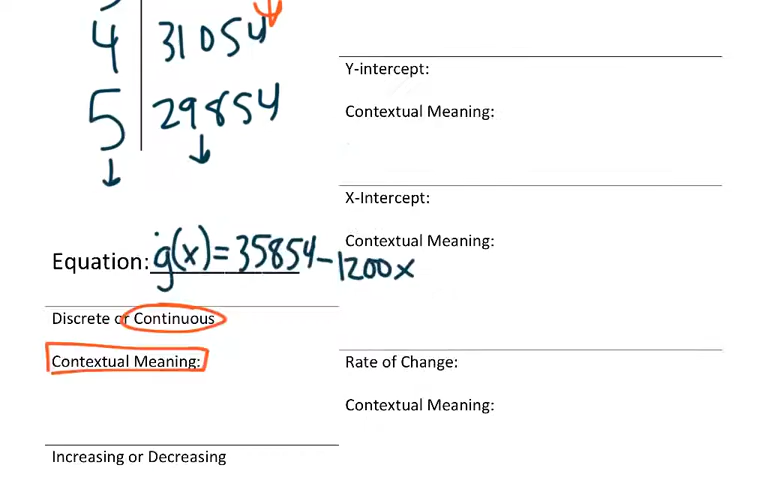 4 31054
5 29854
Y-intercept:
Contextual Meaning:
X-Intercept:
Contextual Meaning:
Equation: g(x) = 35854 - 1200x
Discrete or Continuous
Contextual Meaning:
Increasing or Decreasing
Rate of Change:
Contextual Meaning: